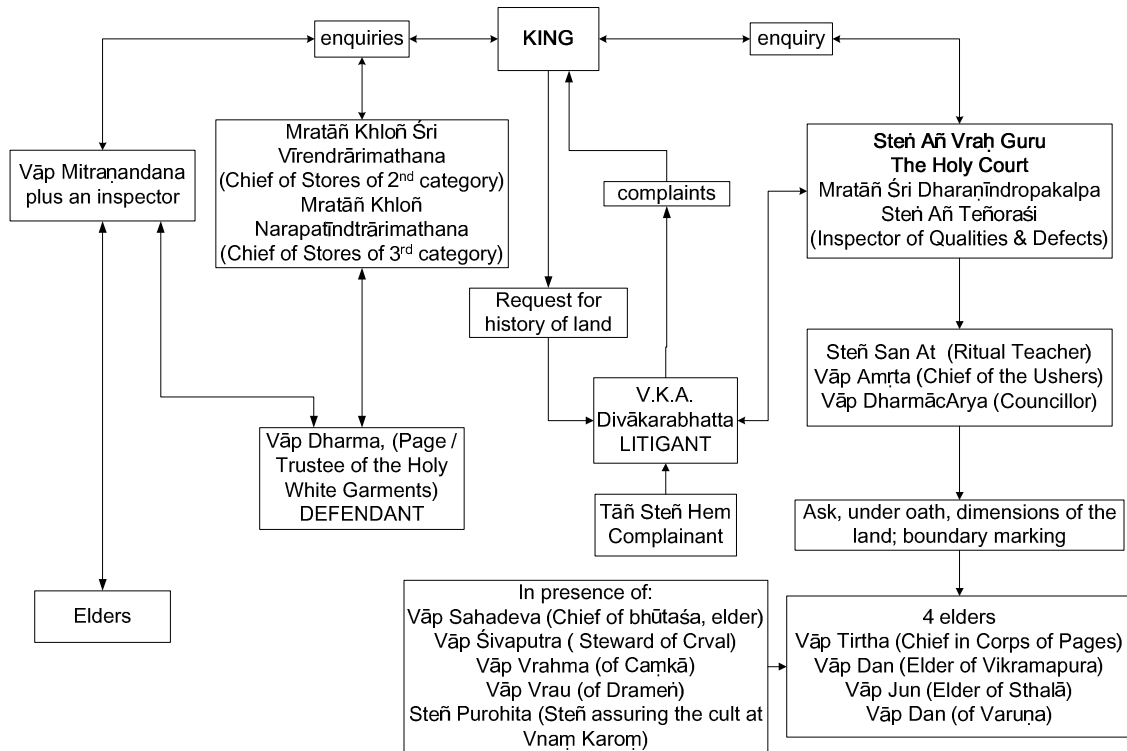 enquiries
KING
enquiry
Mratāñ Khloñ Śri
Vīrendrārimathana
(Chief of Stores of 2nd category)
Mratāñ Khloñ
Narapatīndtrārimathana
(Chief of Stores of 3rd category)
Steṅ Añ Vraḥ Guru
The Holy Court
Mratāñ Śri Dharaṇīndropakalpa
Steṅ Añ Teñoraśi
(Inspector of Qualities & Defects)
Vāp Mitraṇandana
plus an inspector
complaints
Request for
history of land
Steñ San At (Ritual Teacher)
Vāp Amṛta (Chief of the Ushers)
Vāp DharmācArya (Councillor)
V.K.A.
Divākarabhatta
LITIGANT
Vāp Dharma, (Page /
Trustee of the Holy
White Garments)
DEFENDANT
Tāñ Steñ Hem
Complainant
Ask, under oath, dimensions of the
land; boundary marking
Elders
In presence of:
Vāp Sahadeva (Chief of bhūtaśa, elder)
Vāp Śivaputra ( Steward of Crval)
Vāp Vrahma (of Caṃkā)
Vāp Vrau (of Drameṅ)
Steñ Purohita (Steñ assuring the cult at
Vnaṃ Karoṃ)
4 elders
Vāp Tirtha (Chief in Corps of Pages)
Vāp Dan (Elder of Vikramapura)
Vāp Jun (Elder of Sthalā)
Vāp Dan (of Varuṇa)